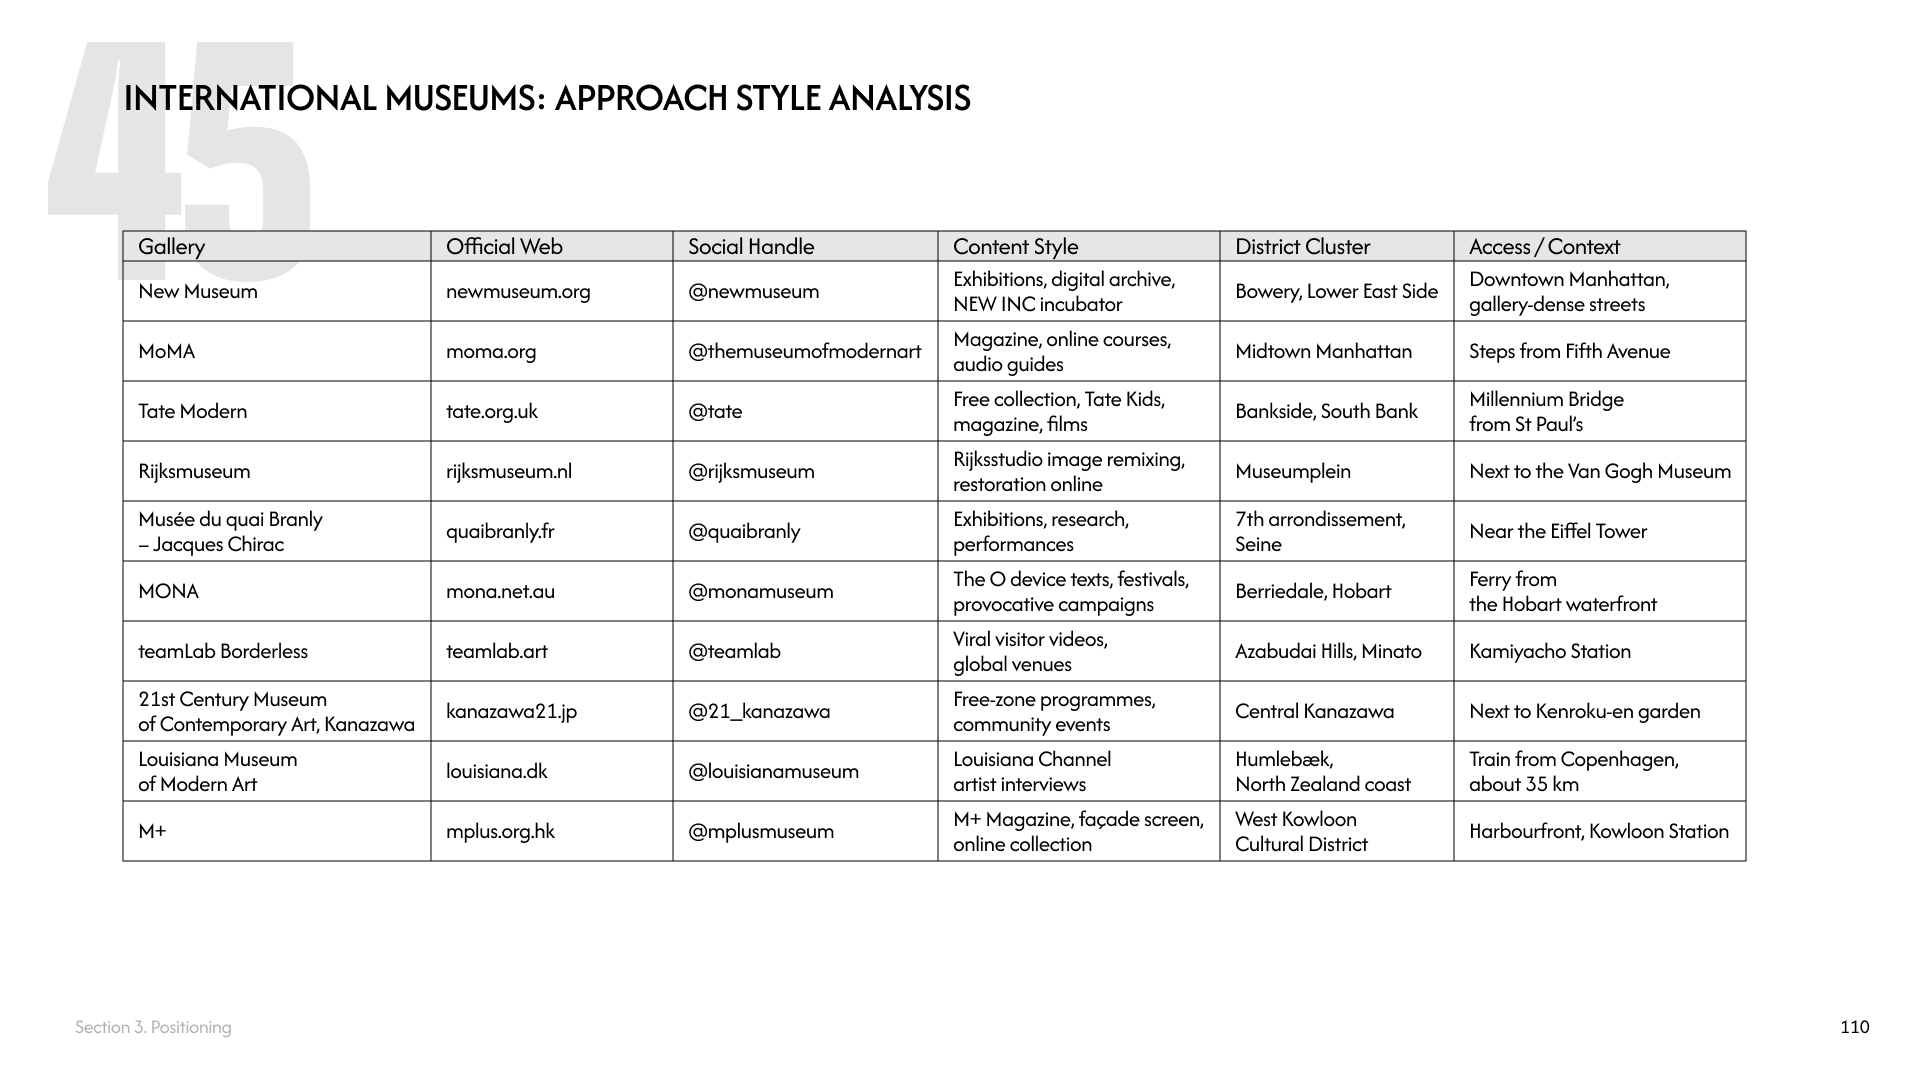 45
INTERNATIONAL MUSEUMS: APPROACH STYLE ANALYSIS
Gallery
Official Web
Social Handle
Content Style
District Cluster
Access / Context
New Museum
newmuseum.org
@newmuseum
Exhibitions, digital archive,
NEW INC incubator
Bowery, Lower East Side
Downtown Manhattan,
gallery-dense streets
MoMA
moma.org
@themuseumofmodernart
Magazine, online courses,
audio guides
Midtown Manhattan
Steps from Fifth Avenue
Tate Modern
tate.org.uk
@tate
Free collection, Tate Kids,
magazine, films
Bankside, South Bank
Millennium Bridge
from St Paul’s
Rijksmuseum
rijksmuseum.nl
@rijksmuseum
Rijksstudio image remixing,
restoration online
Museumplein
Next to the Van Gogh Museum
Musée du quai Branly
– Jacques Chirac
quaibranly.fr
@quaibranly
Exhibitions, research,
performances
7th arrondissement,
Seine
Near the Eiffel Tower
MONA
mona.net.au
@monamuseum
The O device texts, festivals,
provocative campaigns
Berriedale, Hobart
Ferry from
the Hobart waterfront
teamLab Borderless
teamlab.art
@teamlab
Viral visitor videos,
global venues
Azabudai Hills, Minato
Kamiyacho Station
21st Century Museum
of Contemporary Art, Kanazawa
kanazawa21.jp
@21_kanazawa
Free-zone programmes,
community events
Central Kanazawa
Next to Kenroku-en garden
Louisiana Museum
of Modern Art
louisiana.dk
@louisianamuseum
Louisiana Channel
artist interviews
Humlebæk,
North Zealand coast
Train from Copenhagen,
about 35 km
M+
mplus.org.hk
@mplusmuseum
M+ Magazine, façade screen,
online collection
West Kowloon
Cultural District
Harbourfront, Kowloon Station
Section 3. Positioning
110